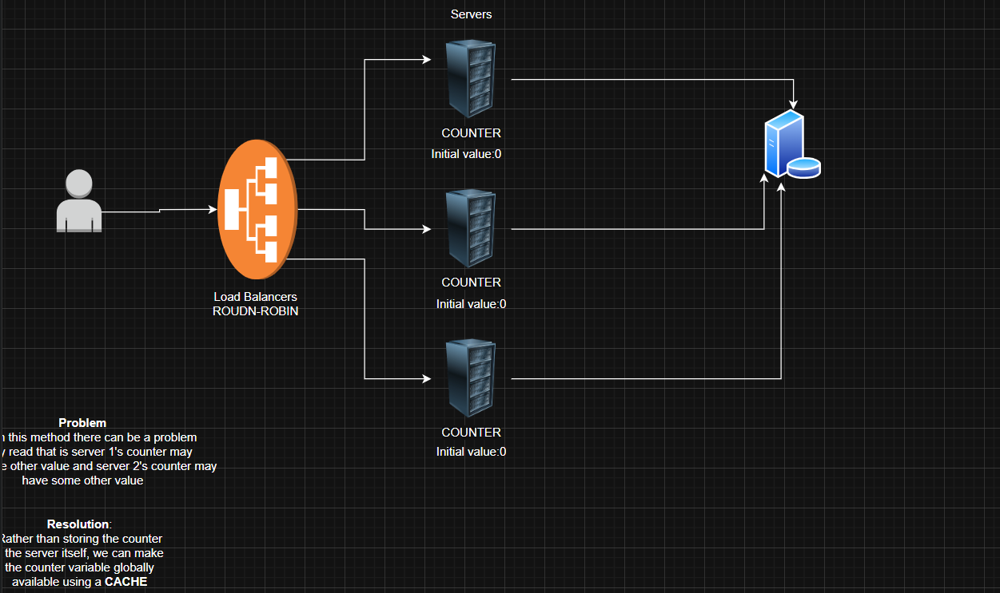 Servers
COUNTER
Initial value:0
COUNTER
Initial value:0
Load Balancers
ROUDN-ROBIN
COUNTER
Initial value:0
Problem
this method there can be a problem
read that is server 1's counter may
other value and server 2's counter may
have some other value
Resolution:
Rather than storing the counter
the server itself, we can make
the counter variable globally
available using a CACHE